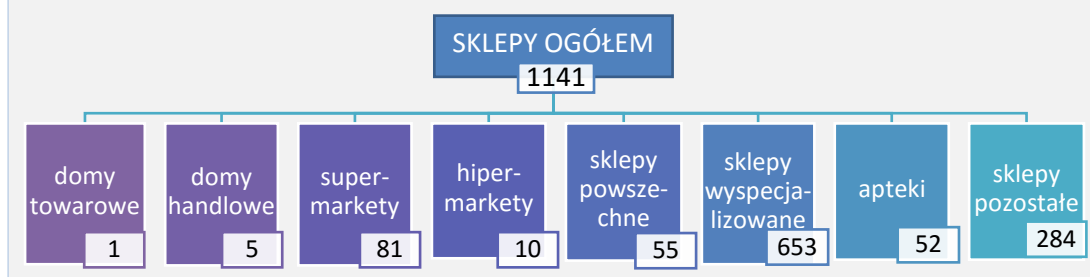 SKLEPY OGÓŁEM
1141
domy
towarowe
1
domy
handlowe
5
super-
markety
81
hiper-
markety
10
sklepy
powsze-
chne
55
sklepy
wyspecja-
lizowane
653
apteki
52
sklepy
pozostałe
284